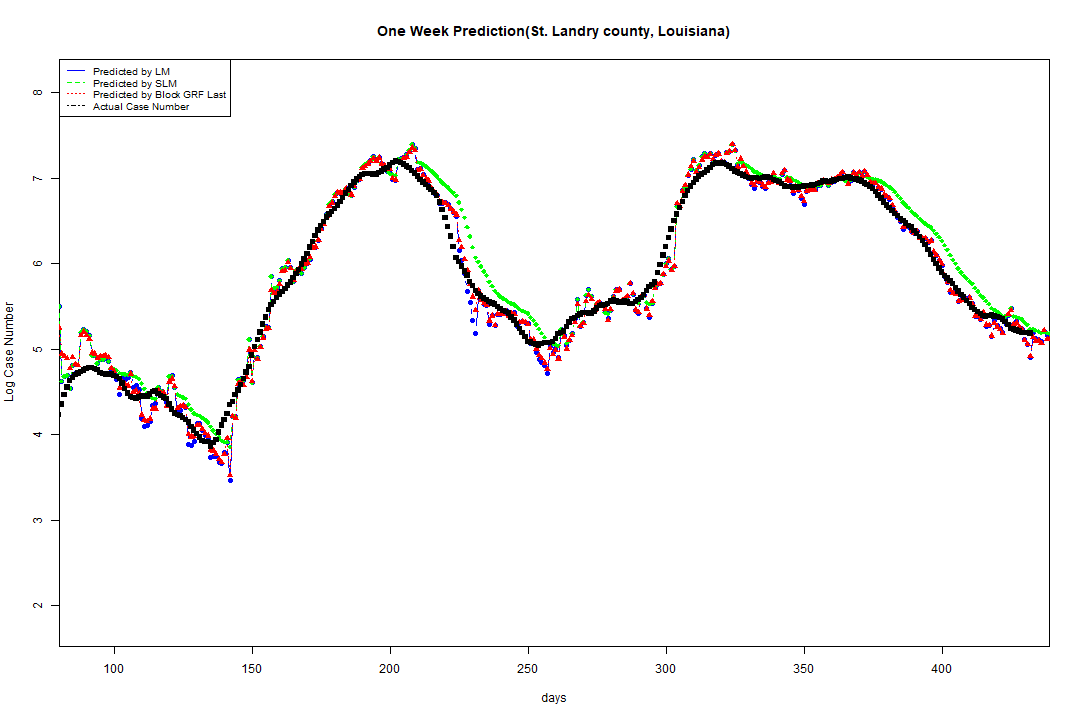 One Week Prediction(St. Landry county, Louisiana)
Predicted by LM
Predicted by SLM
Predicted by Block GRF Last
Actual Case Number
8
7
6
5
4
3
2
Log Case Number
100 150 200 250 300 350 400
days